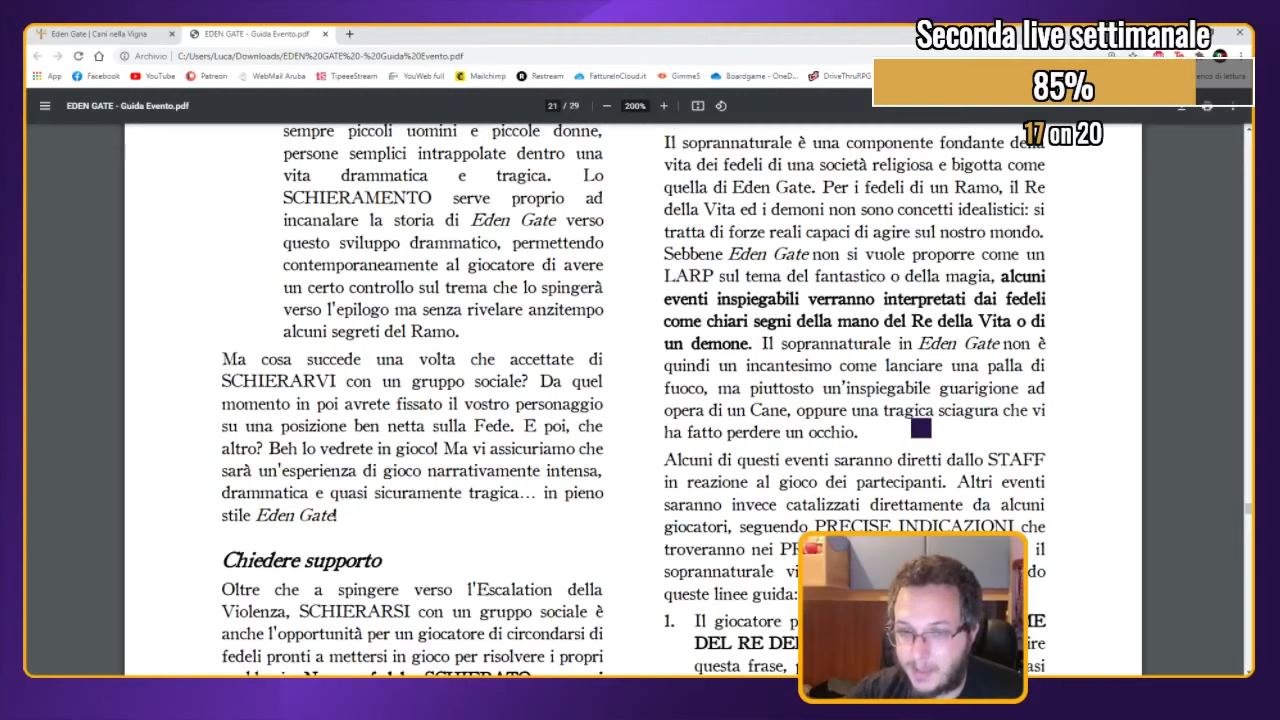 Seconda live settimanale
85%
17 on 20
Eden Gate | Cani nella Vigna
EDEN GATE - Guida Evento.pdf
Archivio
C:/Users/Luca/Downloads/EDEN%20GATE%20-%20Guida%20Evento.pdf
App
Facebook
YouTube
Patreon
WebMail Aruba
TipeeeStream
YouWeb full
Mailchimp
Restream
FattureInCloud.it
Gimme5
Boardgame - OneD...
DriveThruRPG
di lettura
EDEN GATE - Guida Evento.pdf
21 / 29
200%
sempre piccoli uomini e piccole donne,
persone semplici intrappolate dentro una
vita drammatica e tragica. Lo
SCHIERAMENTO serve proprio ad
incanalare la storia di Eden Gate verso
questo sviluppo drammatico, permettendo
contemporaneamente al giocatore di avere
un certo controllo sul trema che lo spingerà
verso l'epilogo ma senza rivelare anzitempo
alcuni segreti del Ramo.
Ma cosa succede una volta che accettate di
SCHIERARVI con un gruppo sociale? Da quel
momento in poi avrete fissato il vostro personaggio
su una posizione ben netta sulla Fede. E poi, che
altro? Beh lo vedrete in gioco! Ma vi assicuriamo che
sarà un'esperienza di gioco narrativamente intensa,
drammatica e quasi sicuramente tragica… in pieno
stile Eden Gate!
Chiedere supporto
Oltre che a spingere verso l'Escalation della
Violenza, SCHIERARSI con un gruppo sociale è
anche l'opportunità per un giocatore di circondarsi di
fedeli pronti a mettersi in gioco per risolvere i propri
Il soprannaturale è una componente fondante della
vita dei fedeli di una società religiosa e bigotta come
quella di Eden Gate. Per i fedeli di un Ramo, il Re
della Vita ed i demoni non sono concetti idealistici: si
tratta di forze reali capaci di agire sul nostro mondo.
Sebbene Eden Gate non si vuole proporre come un
LARP sul tema del fantastico o della magia, alcuni
eventi inspiegabili verranno interpretati dai fedeli
come chiari segni della mano del Re della Vita o di
un demone. Il soprannaturale in Eden Gate non è
quindi un incantesimo come lanciare una palla di
fuoco, ma piuttosto un'inspiegabile guarigione ad
opera di un Cane, oppure una tragica sciagura che vi
ha fatto perdere un occhio.
Alcuni di questi eventi saranno diretti dallo STAFF
in reazione al gioco dei partecipanti. Altri eventi
saranno invece catalizzati direttamente da alcuni
giocatori, seguendo PRECISE INDICAZIONI che
troveranno nei il
soprannaturale
queste linee guida:
1. Il giocatore
DEL RE
questa frase,